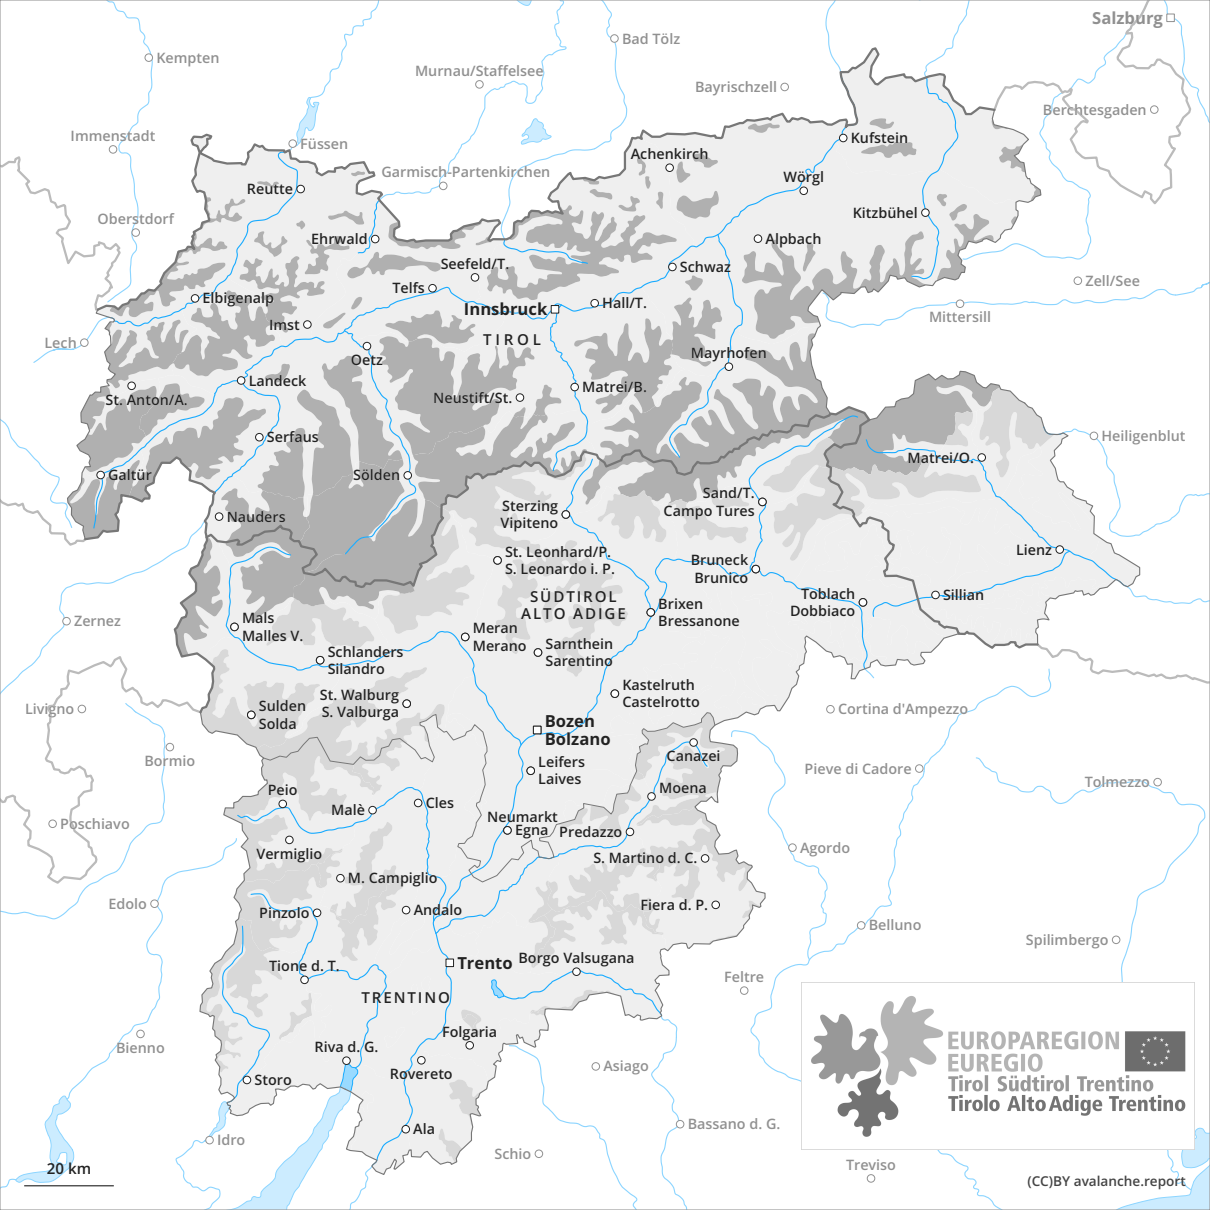 Salzburg
Kempten
Bad Tölz
Murnau/Staffelsee
Bayrischzell
Berchtesgaden
Immenstadt
Füssen
Kufstein
Achenkirch
Garmisch-Partenkirchen
Wörgl
Reutte
Oberstdorf
Kitzbühel
Ehrwald
Alpbach
Seefeld/T.
Schwaz
Zell/See
Telfs
Elbigenalp
Hall/T.
Innsbruck
Mittersill
Imst
TIROL
Lech
Oetz
Mayrhofen
Landeck
Matrei/B.
St. Anton/A.
Neustift/St.
Serfaus
Heiligenblut
Matrei/O.
Galtür
Sölden
Sand/T.
Campo Tures
Sterzing
Vipiteno
Nauders
St. Leonhard/P.
S. Leonardo i. P.
Lienz
Bruneck
Brunico
SÜDTIROL
ALTO ADIGE
Toblach
Dobbiaco
Sillian
Brixen
Bressanone
Zernez
Mals
Malles V.
Meran
Merano
Sarnthein
Sarentino
Schlanders
Silandro
Kastelruth
Castelrotto
St. Walburg
S. Valburga
Sulden
Solda
Livigno
Cortina d'Ampezzo
Bozen
Bolzano
Bormio
Canazei
Leifers
Laives
Pieve di Cadore
Tolmezzo
Peio
Moena
Malè
Cles
Neumarkt
Egna
Predazzo
Poschiavo
Vermiglio
Agordo
S. Martino d. C.
M. Campiglio
Edolo
Pinzolo
Andalo
Fiera d. P.
Belluno
Spilimbergo
Trento
Borgo Valsugana
Tione d. T.
Feltre
TRENTINO
Folgaria
Bienno
Riva d. G.
Rovereto
Asiago
Storo
EUROPAREGION
EUREGIO
Tirol Südtirol Trentino
Tirolo Alto Adige Trentino
Ala
Bassano d. G.
Idro
Schio
Treviso
20 km
(CC)BY avalanche.report